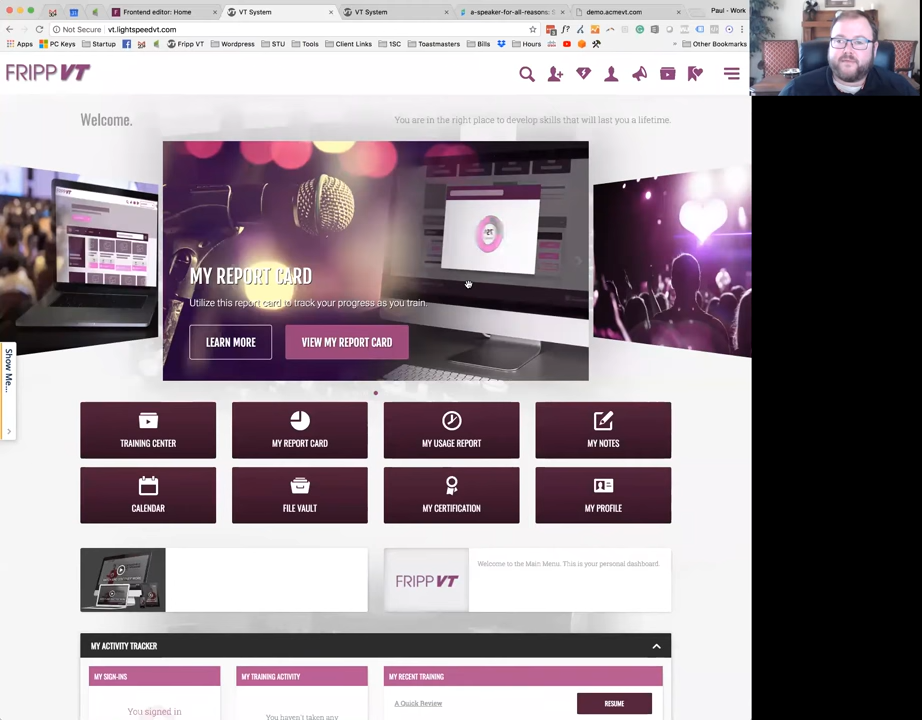 Frontend editor: Home
VT System
VT System
a-speaker-for-all-reasons: S
demo.acmevt.com
Paul - Work
Not Secure
vt.lightspeedvt.com
Apps
PC Keys
Startup
Fripp VT
Wordpress
STU
Tools
Client Links
1SC
Toastmasters
Bills
Hours
Other Bookmarks
FRIPP VT
Welcome.
You are in the right place to develop skills that will last you a lifetime.
MY REPORT CARD
Utilize this report card to track your progress as you train.
LEARN MORE
VIEW MY REPORT CARD
Show Me...
TRAINING CENTER
MY REPORT CARD
MY USAGE REPORT
MY NOTES
CALENDAR
FILE VAULT
MY CERTIFICATION
MY PROFILE
FRIPP VT
Welcome to the Main Menu. This is your personal dashboard.
MY ACTIVITY TRACKER
MY SIGN-INS
MY TRAINING ACTIVITY
MY RECENT TRAINING
You signed in
You haven't taken any
A Quick Review
RESUME